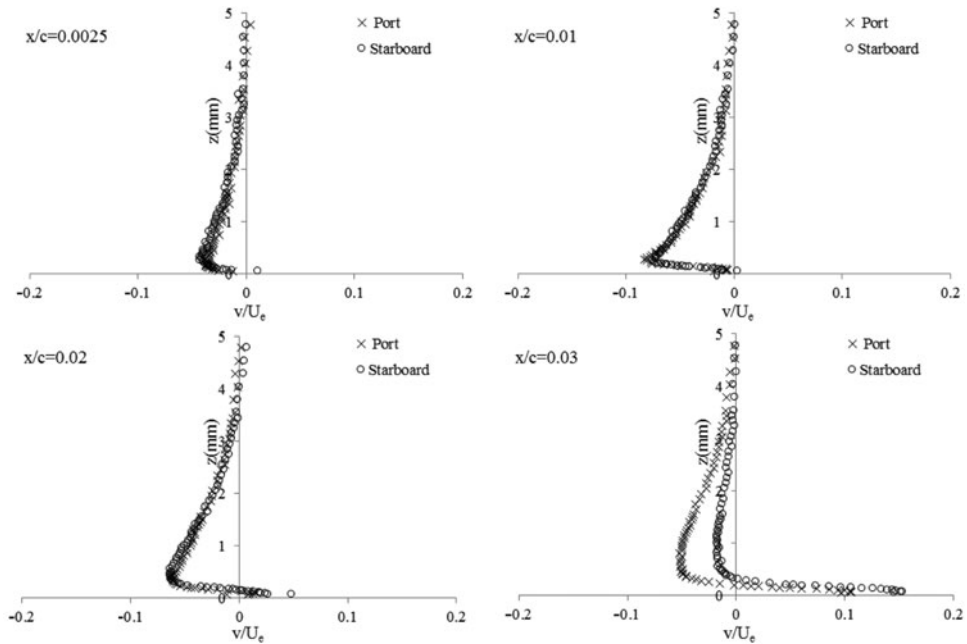 5
× Port
x/c=0.0025
○ Starboard
4
z(mm)
3
2
1
0
-0.2 -0.1 0 0.1 0.2
v/Uₑ
5
× Port
x/c=0.01
○ Starboard
4
z(mm)
3
2
1
0
-0.2 -0.1 0 0.1 0.2
v/Uₑ
5
× Port
x/c=0.02
○ Starboard
4
z(mm)
3
2
1
0
-0.2 -0.1 0 0.1 0.2
v/Uₑ
5
× Port
x/c=0.03
○ Starboard
4
z(mm)
3
2
1
0
-0.2 -0.1 0 0.1 0.2
v/Uₑ